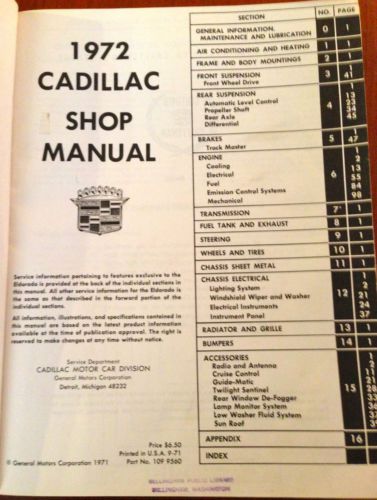 1972
CADILLAC
SHOP
MANUAL
Service information pertaining to features exclusive to the
Eldorado is provided at the back of the individual sections in
this manual. All other service information for the Eldorado is
the same as that described in the forward portion of the
individual sections.
All information, illustrations, and specifications contained
in this manual are based on the latest product information
available at the time of publication approval. The right is
reserved to make changes at any time without notice.
Service Department
CADILLAC MOTOR CAR DIVISION
General Motors Corporation
Detroit, Michigan 48232
Price $6.50
Printed in U.S.A. 9-71
© General Motors Corporation 1971 Part No. 109 9560
SECTION NO. PAGE
GENERAL INFORMATION,
MAINTENANCE AND LUBRICATION 0 1
AIR CONDITIONING AND HEATING 1 1
FRAME AND BODY MOUNTINGS 2 1
FRONT SUSPENSION 3 1
Front Wheel Drive 41
REAR SUSPENSION 4 1
Automatic Level Control 13
Propeller Shaft 23
Rear Axle 34
Differential 45
BRAKES 5 1
Track Master 47
ENGINE 6 1
2
Cooling 13
Electrical 55
Fuel 84
Emission Control Systems 98
Mechanical
TRANSMISSION 7 1
FUEL TANK AND EXHAUST 8 1
STEERING 9 1
WHEELS AND TIRES 10 1
CHASSIS SHEET METAL 11 1
CHASSIS ELECTRICAL 12 1
Lighting System 2
Windshield Wiper and Washer 21
Electrical Instruments 24
Instrument Panel 37
RADIATOR AND GRILLE 13 1
BUMPERS 14 1
ACCESSORIES 15 1
Radio and Antenna 2
Cruise Control 11
Guide-Matic 21
Twilight Sentinel 28
Rear Window De-Fogger 33
Lamp Monitor System
Low Washer Fluid System
Sun Roof
APPENDIX 16
INDEX
BELLINGHAM PUBLIC LIBRARY
BELLINGHAM, WASHINGTON